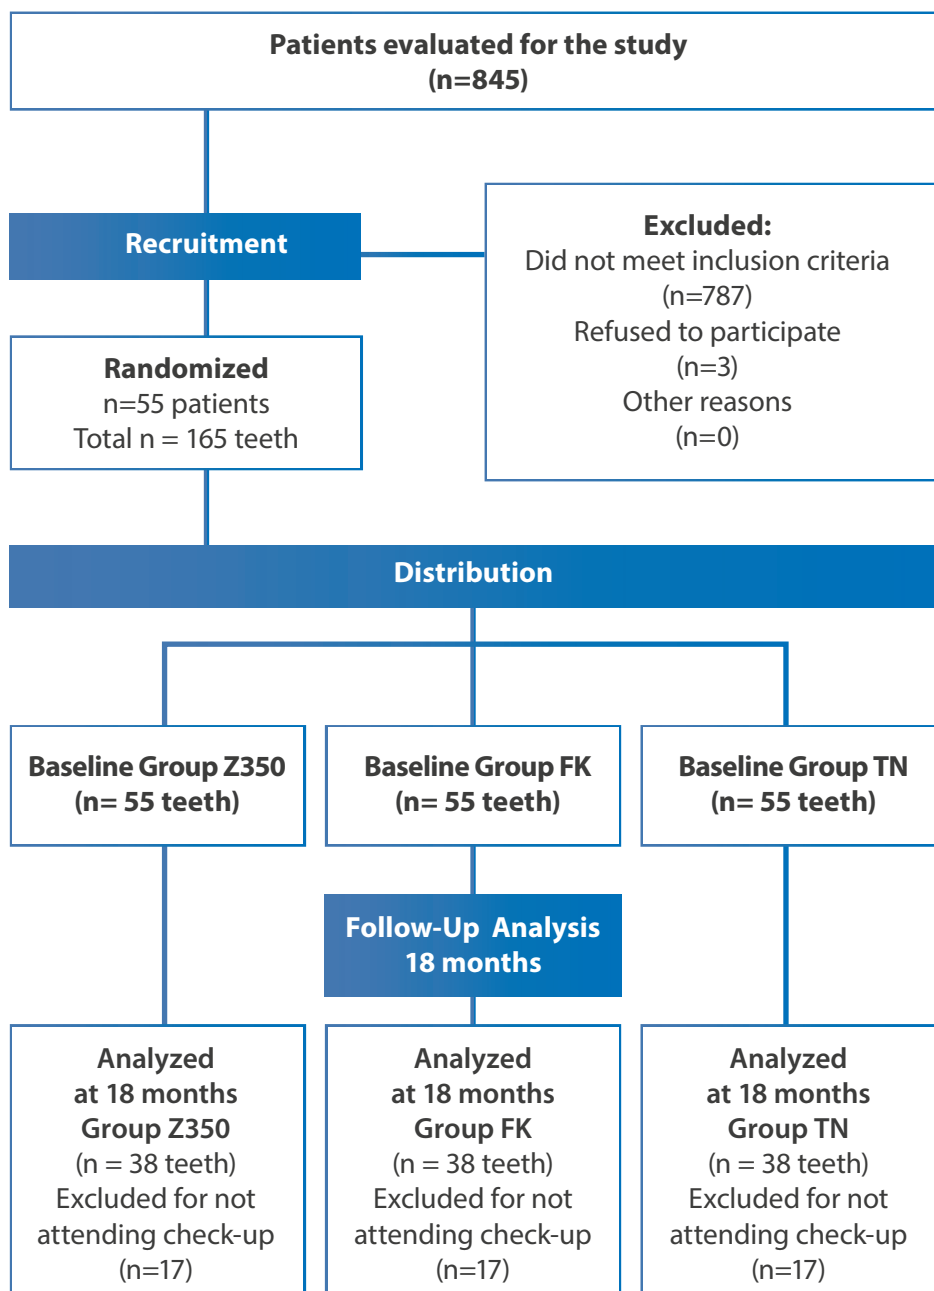 Patients evaluated for the study
(n=845)
Recruitment
Excluded:
Did not meet inclusion criteria
(n=787)
Refused to participate
(n=3)
Other reasons
(n=0)
Randomized
n=55 patients
Total n = 165 teeth
Distribution
Baseline Group Z350
(n= 55 teeth)
Baseline Group FK
(n= 55 teeth)
Baseline Group TN
(n= 55 teeth)
Follow-Up Analysis
18 months
Analyzed
at 18 months
Group Z350
(n = 38 teeth)
Excluded for not
attending check-up
(n=17)
Analyzed
at 18 months
Group FK
(n = 38 teeth)
Excluded for not
attending check-up
(n=17)
Analyzed
at 18 months
Group TN
(n = 38 teeth)
Excluded for not
attending check-up
(n=17)